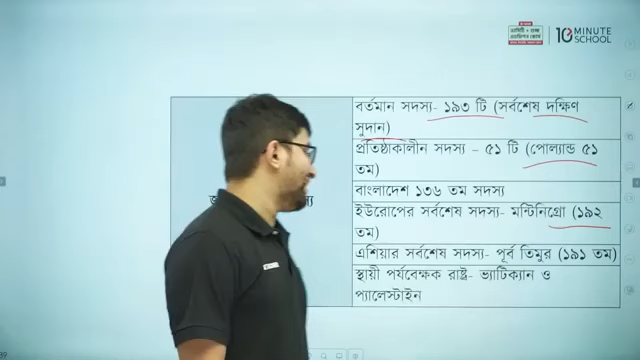 10 MINUTE
SCHOOL
বর্তমান সদস্য- ১৯৩ টি (সর্বশেষ দক্ষিণ
সুদান)
প্রতিষ্ঠাকালীন সদস্য – ৫১ টি (পোল্যান্ড ৫১
তম)
বাংলাদেশ ১৩৬ তম সদস্য
ইউরোপের সর্বশেষ সদস্য- মন্টিনিগ্রো (১৯২
তম)
এশিয়ার সর্বশেষ সদস্য- পূর্ব তিমুর (১৯১ তম)
স্থায়ী পর্যবেক্ষক রাষ্ট্র- ভ্যাটিক্যান ও
প্যালেস্টাইন